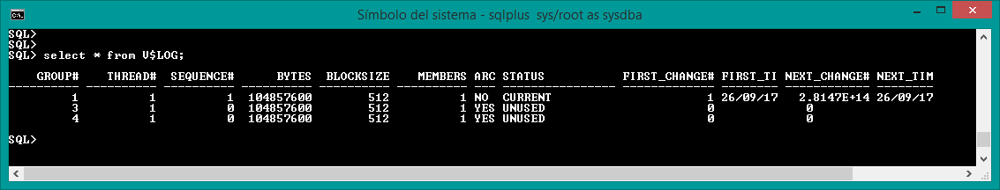 Símbolo del sistema - sqlplus sys/root as sysdba
SQL>
SQL>
SQL> select * from V$LOG;
GROUP# THREAD# SEQUENCE# BYTES BLOCKSIZE MEMBERS ARC STATUS FIRST_CHANGE# FIRST_TI NEXT_CHANGE# NEXT_TIM
---------- ---------- ---------- ---------- ---------- ---------- --- ---------------- ------------- -------- ------------ --------
1 1 1 104857600 512 1 NO CURRENT 1 26/09/17 2.8147E+14 26/09/17
3 1 0 104857600 512 1 YES UNUSED 0 0
4 1 0 104857600 512 1 YES UNUSED 0 0
SQL>